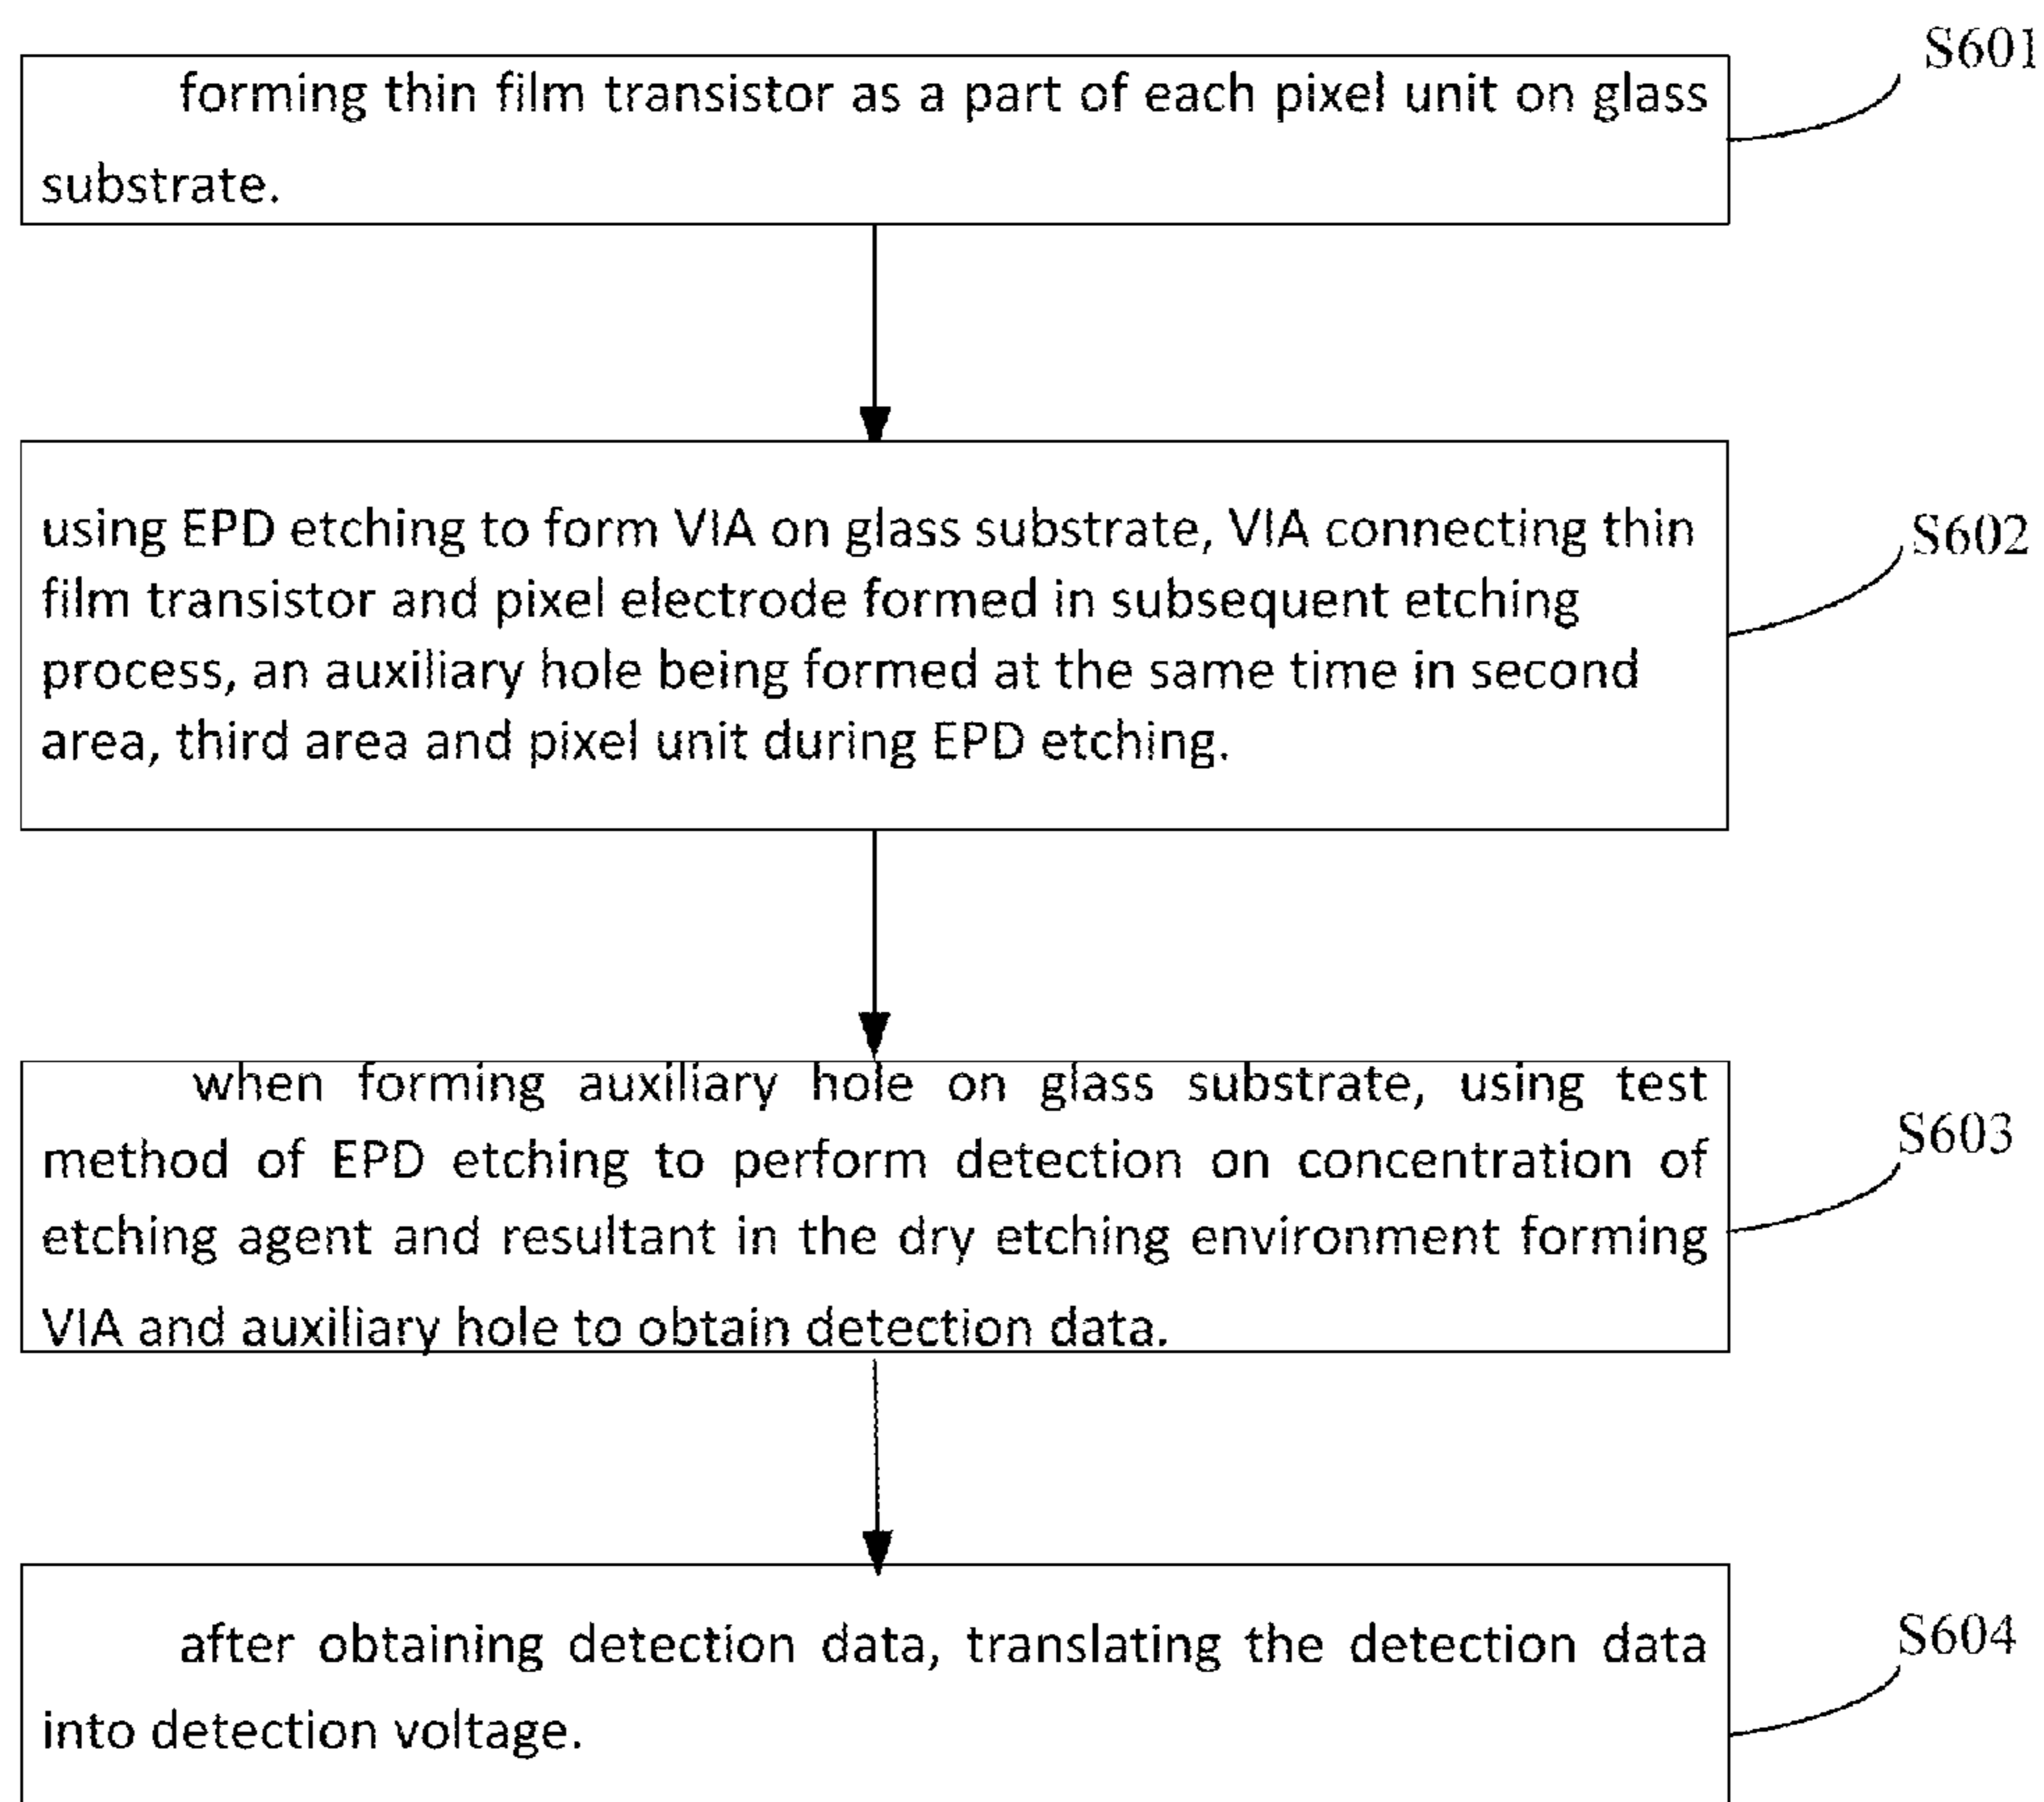 S601
forming thin film transistor as a part of each pixel unit on glass
substrate.
using EPD etching to form VIA on glass substrate, VIA connecting thin
film transistor and pixel electrode formed in subsequent etching
process, an auxiliary hole being formed at the same time in second
area, third area and pixel unit during EPD etching.
S602
when forming auxiliary hole on glass substrate, using test
method of EPD etching to perform detection on concentration of
etching agent and resultant in the dry etching environment forming
VIA and auxiliary hole to obtain detection data.
S603
after obtaining detection data, translating the detection data
into detection voltage.
S604